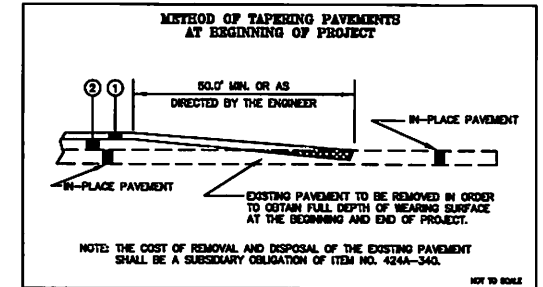 METHOD OF TAPERING PAVEMENTS
AT BEGINNING OF PROJECT
50.0' MIN. OR AS
DIRECTED BY THE ENGINEER
2 1
IN-PLACE PAVEMENT
IN-PLACE PAVEMENT
EXISTING PAVEMENT TO BE REMOVED IN ORDER
TO OBTAIN FULL DEPTH OF WEARING SURFACE
AT THE BEGINNING AND END OF PROJECT.
NOTE: THE COST OF REMOVAL AND DISPOSAL OF THE EXISTING PAVEMENT
SHALL BE A SUBSIDIARY OBLIGATION OF ITEM NO. 424A-340.
NOT TO SCALE